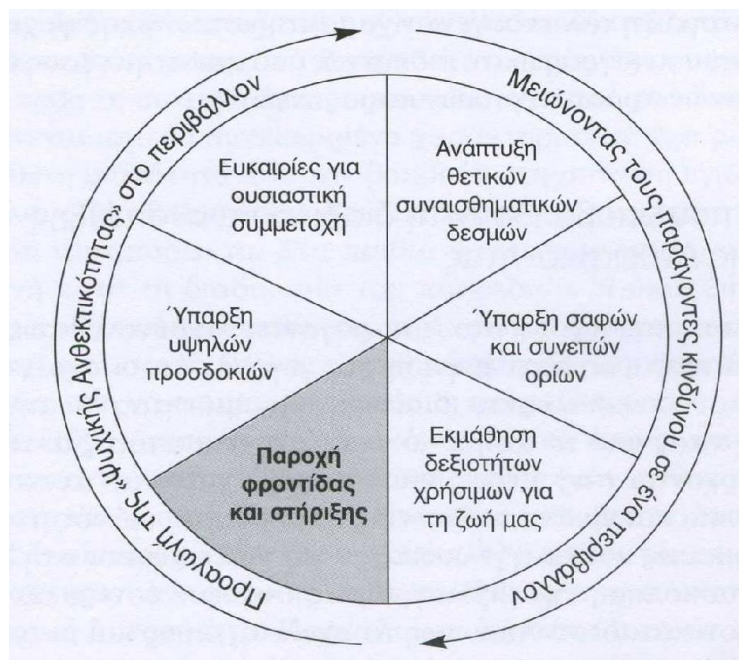 Προαγωγή της «Ψυχικής Ανθεκτικότητας» στο περιβάλλον
Μειώνοντας τους παράγοντες κινδύνου σε ένα περιβάλλον
Ευκαιρίες για
ουσιαστική
συμμετοχή
Ανάπτυξη
θετικών
συναισθηματικών
δεσμών
Ύπαρξη
υψηλών
προσδοκιών
Ύπαρξη σαφών
και συνεπών
ορίων
Παροχή
φροντίδας
και στήριξης
Εκμάθηση
δεξιοτήτων
χρήσιμων για
τη ζωή μας